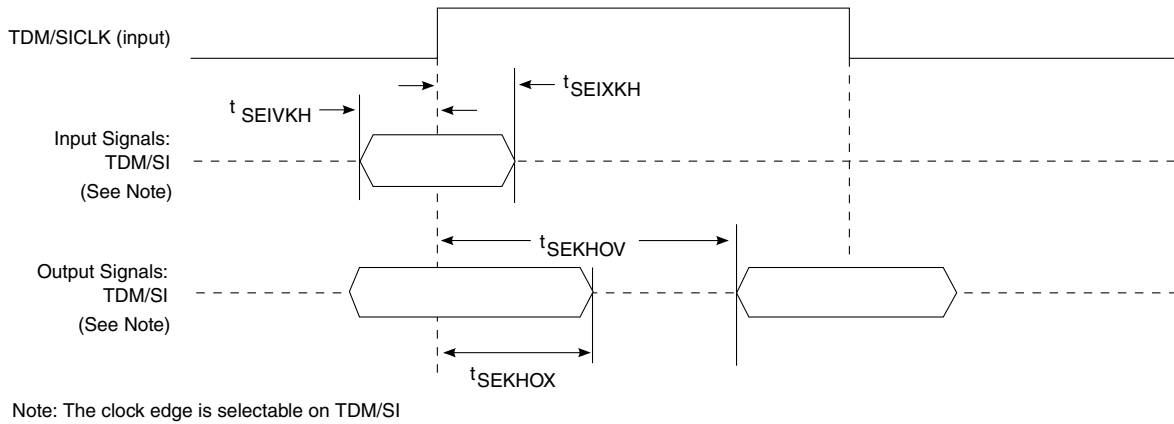 TDM/SICLK (input)
tSEIXKH
tSEIVKH
Input Signals:
TDM/SI
(See Note)
tSEKHOV
Output Signals:
TDM/SI
(See Note)
tSEKHOX
Note: The clock edge is selectable on TDM/SI